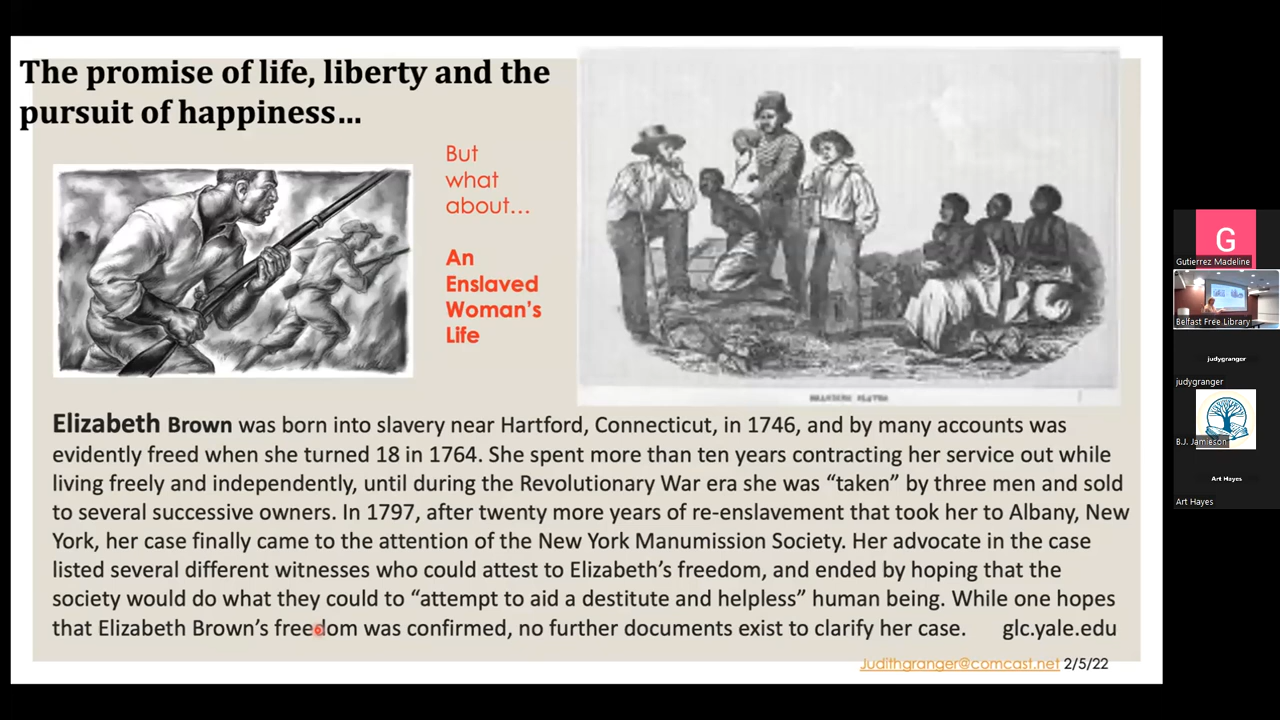 The promise of life, liberty and the
pursuit of happiness…
But
what
about…
An
Enslaved
Woman’s
Life
Elizabeth Brown was born into slavery near Hartford, Connecticut, in 1746, and by many accounts was
evidently freed when she turned 18 in 1764. She spent more than ten years contracting her service out while
living freely and independently, until during the Revolutionary War era she was “taken” by three men and sold
to several successive owners. In 1797, after twenty more years of re-enslavement that took her to Albany, New
York, her case finally came to the attention of the New York Manumission Society. Her advocate in the case
listed several different witnesses who could attest to Elizabeth’s freedom, and ended by hoping that the
society would do what they could to “attempt to aid a destitute and helpless” human being. While one hopes
that Elizabeth Brown’s freedom was confirmed, no further documents exist to clarify her case. glc.yale.edu
Judithgranger@comcast.net 2/5/22
G
Gutierrez Madeline
Belfast Free Library
judygranger
judygranger
B.J. Jamieson
Art Hayes
Art Hayes